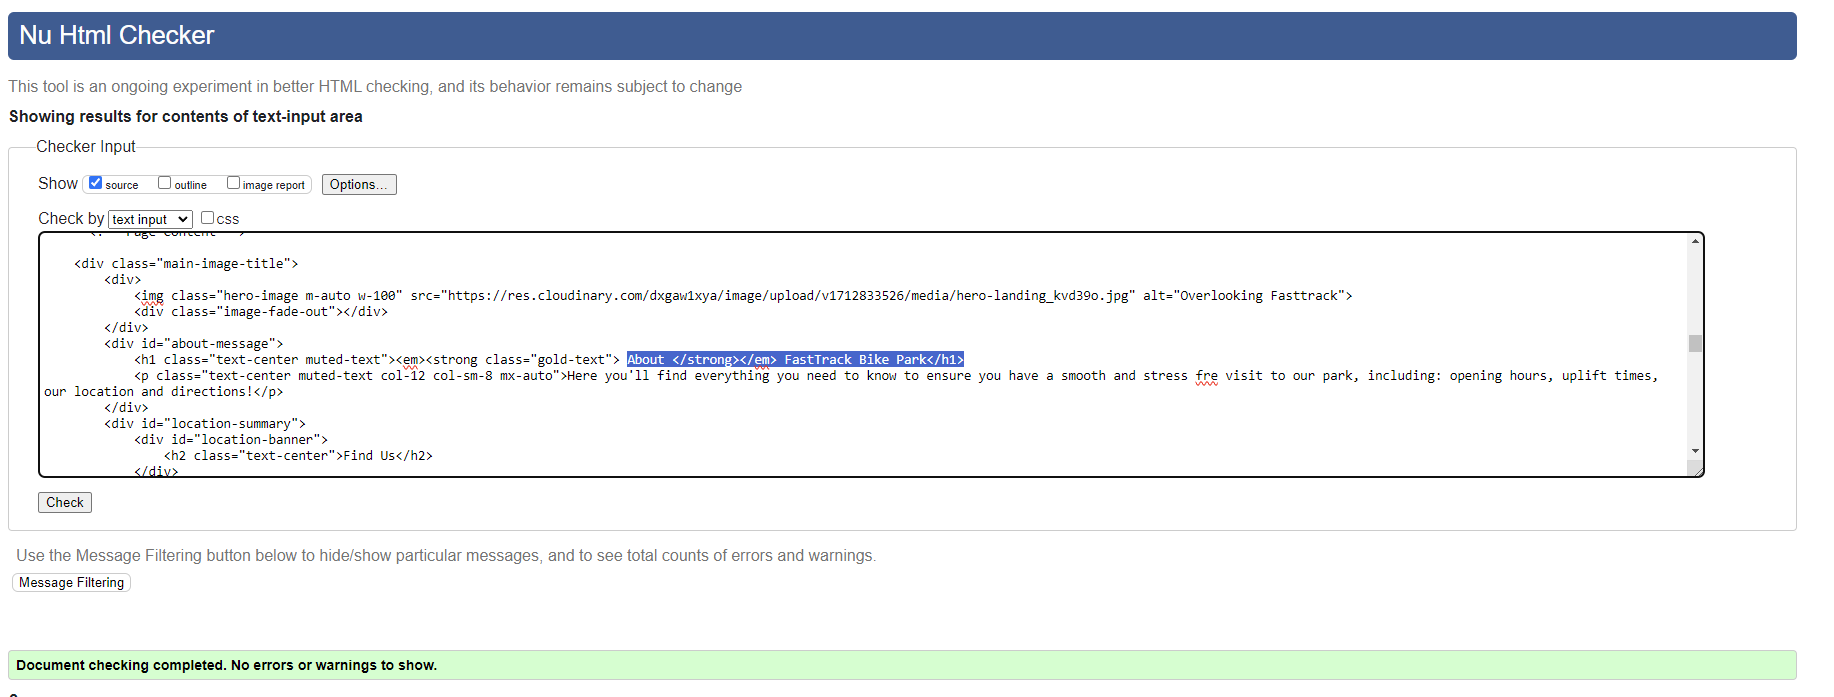 Nu Html Checker
This tool is an ongoing experiment in better HTML checking, and its behavior remains subject to change
Showing results for contents of text-input area
Checker Input
Show source outline image report Options...
Check by text input css
<div class="main-image-title">
<div>
<img class="hero-image m-auto w-100" src="https://res.cloudinary.com/dxgaw1xya/image/upload/v1712833526/media/hero-landing_kvd39o.jpg" alt="Overlooking Fasttrack">
<div class="image-fade-out"></div>
</div>
<div id="about-message">
<h1 class="text-center muted-text"><em><strong class="gold-text"> About </strong></em> FastTrack Bike Park</h1>
<p class="text-center muted-text col-12 col-sm-8 mx-auto">Here you'll find everything you need to know to ensure you have a smooth and stress fre visit to our park, including: opening hours, uplift times,
our location and directions!</p>
</div>
<div id="location-summary">
<div id="location-banner">
<h2 class="text-center">Find Us</h2>
</div>
Check
Use the Message Filtering button below to hide/show particular messages, and to see total counts of errors and warnings.
Message Filtering
Document checking completed. No errors or warnings to show.